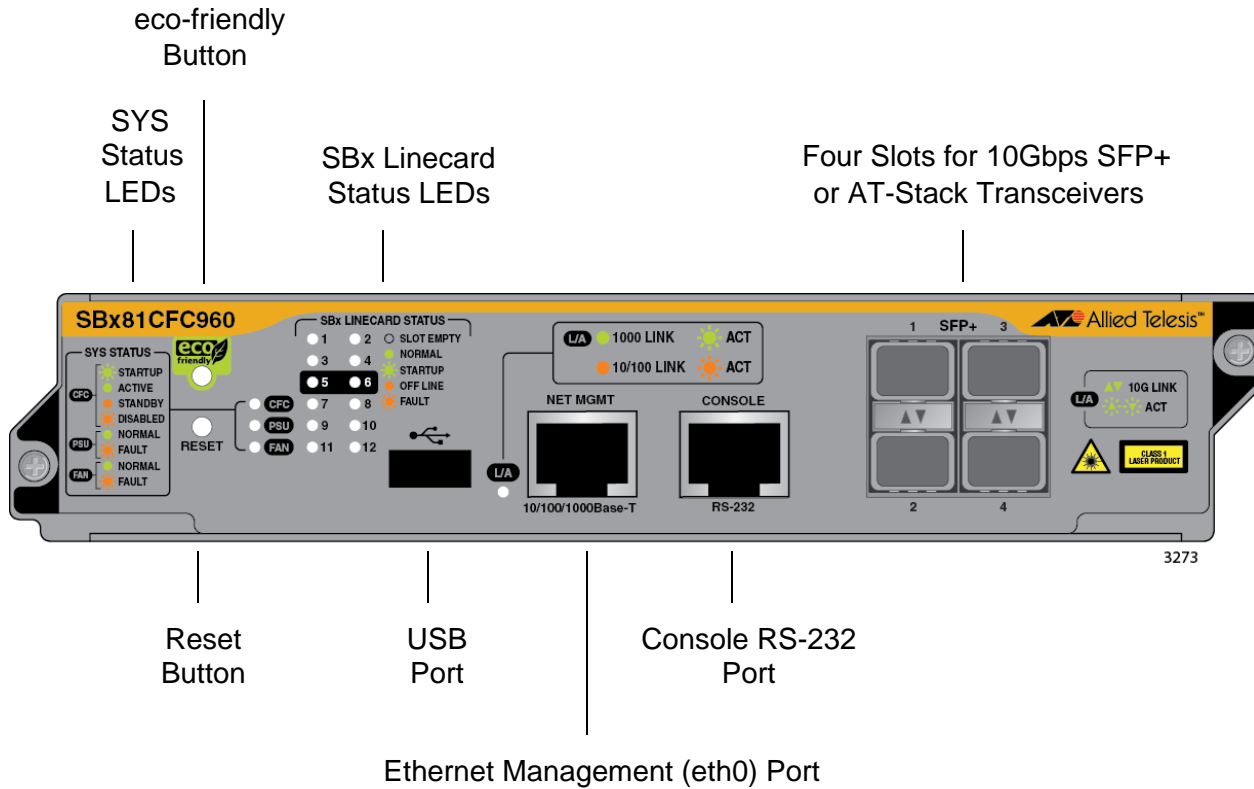 eco-friendly
Button
SYS
Status
LEDs
SBx Linecard
Status LEDs
Four Slots for 10Gbps SFP+
or AT-Stack Transceivers
SBx81CFC960
eco
friendly
SYS STATUS
CFC
STARTUP
ACTIVE
STANDBY
DISABLED
PSU
NORMAL
FAULT
FAN
NORMAL
FAULT
RESET
CFC
PSU
FAN
SBx LINECARD STATUS
1 2
3 4
5 6
7 8
9 10
11 12
SLOT EMPTY
NORMAL
STARTUP
OFF LINE
FAULT
L/A 1000 LINK ACT
10/100 LINK ACT
NET MGMT
CONSOLE
L/A
10/100/1000Base-T
RS-232
1 SFP+ 3
2 4
Allied Telesis™
L/A
10G LINK
ACT
CLASS 1
LASER PRODUCT
3273
Reset
Button
USB
Port
Console RS-232
Port
Ethernet Management (eth0) Port